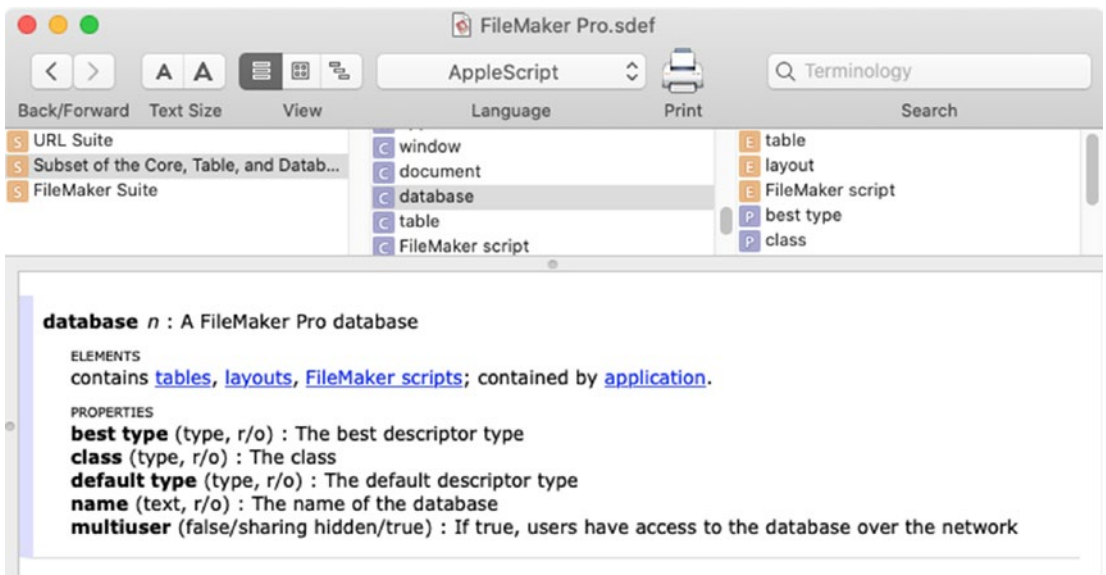 FileMaker Pro.sdef
A A
AppleScript
Terminology
Back/Forward Text Size View Language Print Search
S URL Suite
S Subset of the Core, Table, and Datab...
S FileMaker Suite
C window
C document
C database
C table
C FileMaker script
E table
E layout
E FileMaker script
P best type
P class
database n : A FileMaker Pro database
ELEMENTS
contains tables, layouts, FileMaker scripts; contained by application.
PROPERTIES
best type (type, r/o) : The best descriptor type
class (type, r/o) : The class
default type (type, r/o) : The default descriptor type
name (text, r/o) : The name of the database
multiuser (false/sharing hidden/true) : If true, users have access to the database over the network